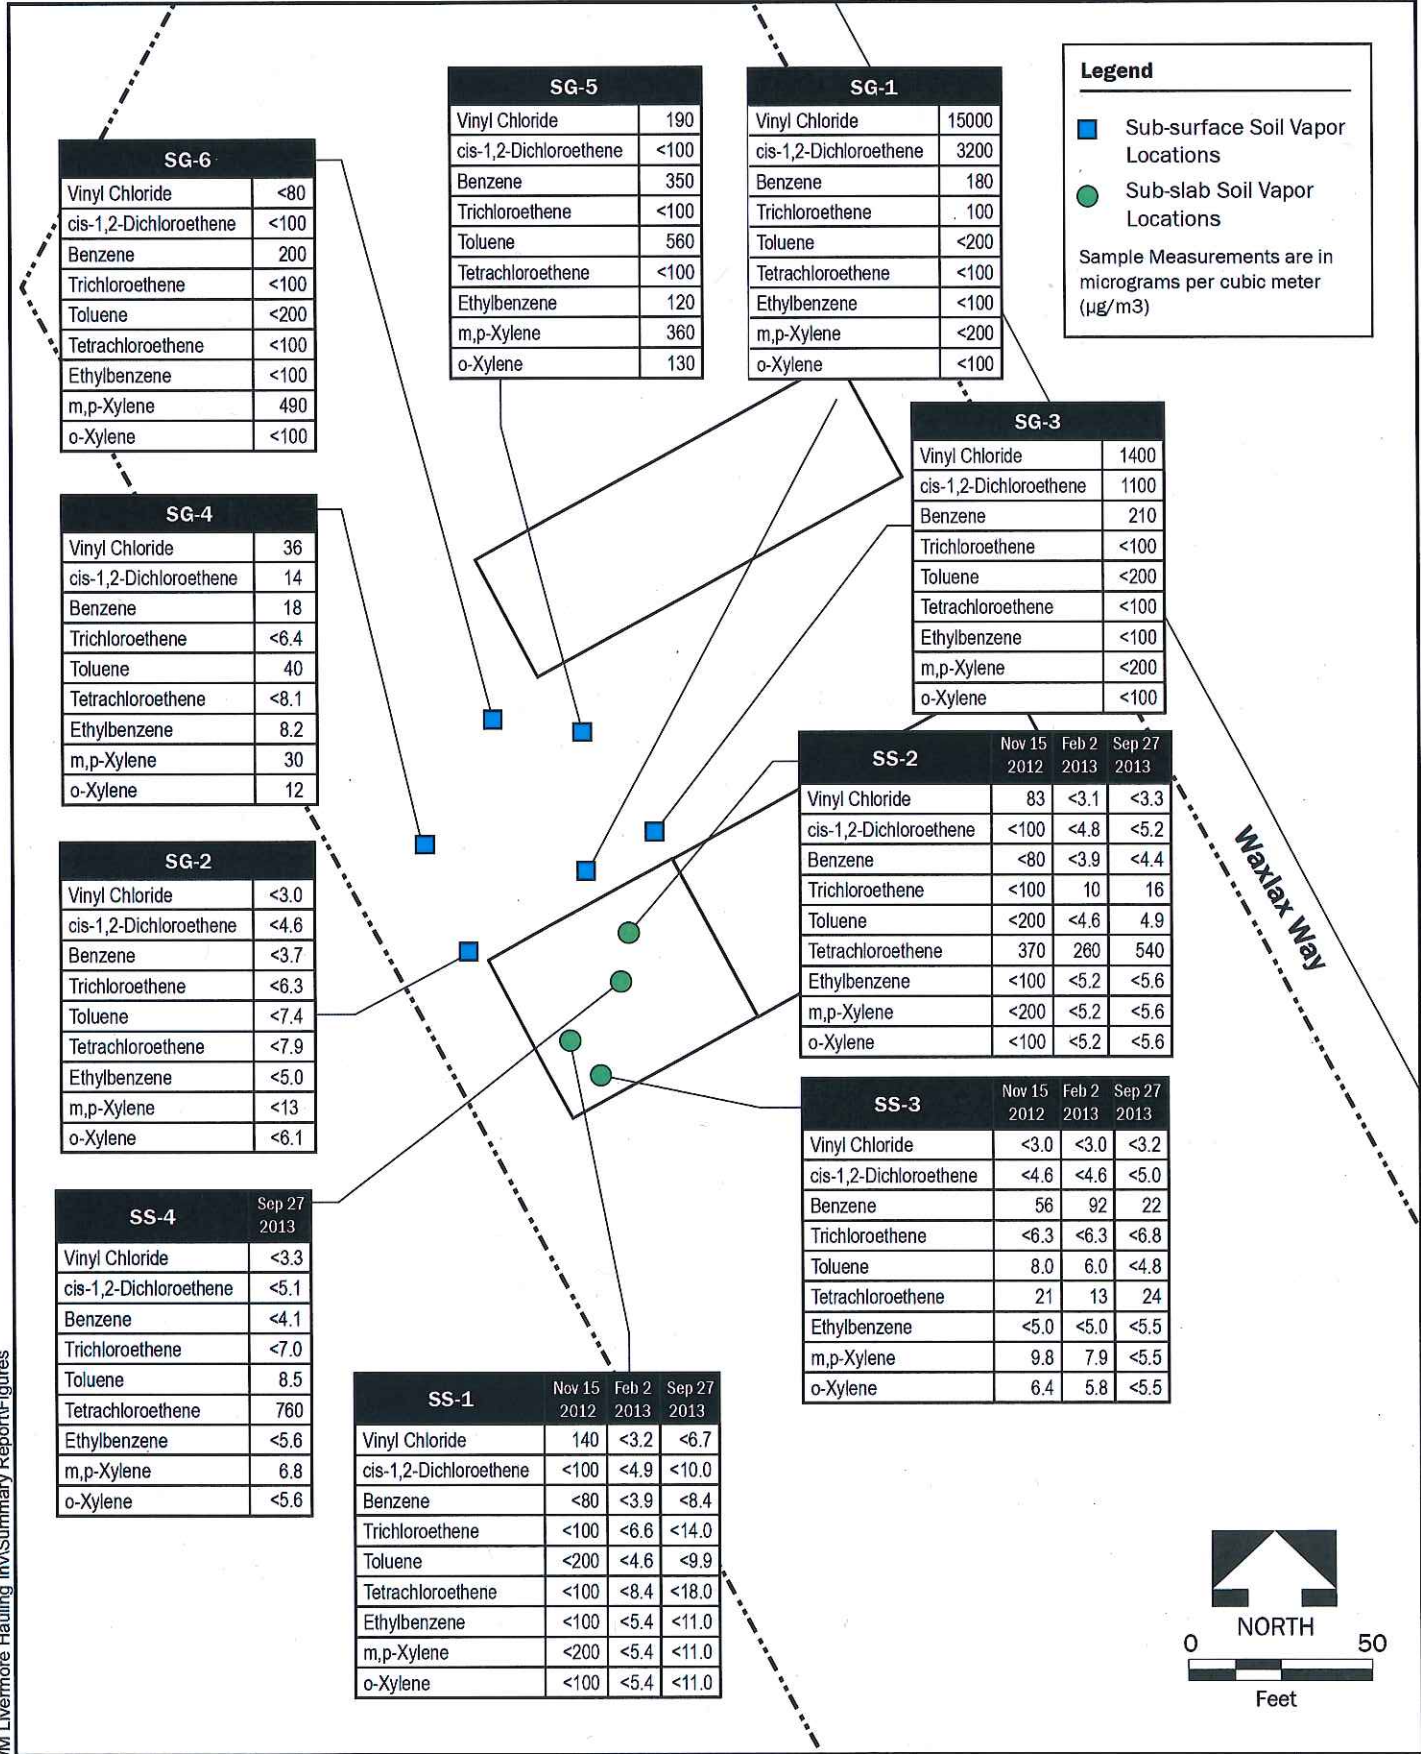 SG-5
Vinyl Chloride 190
cis-1,2-Dichloroethene <100
Benzene 350
Trichloroethene <100
Toluene 560
Tetrachloroethene <100
Ethylbenzene 120
m,p-Xylene 360
o-Xylene 130
SG-1
Vinyl Chloride 15000
cis-1,2-Dichloroethene 3200
Benzene 180
Trichloroethene 100
Toluene <200
Tetrachloroethene <100
Ethylbenzene <100
m,p-Xylene <200
o-Xylene <100
Legend
Sub-surface Soil Vapor
Locations
Sub-slab Soil Vapor
Locations
Sample Measurements are in
micrograms per cubic meter
(µg/m3)
SG-6
Vinyl Chloride <80
cis-1,2-Dichloroethene <100
Benzene 200
Trichloroethene <100
Toluene <200
Tetrachloroethene <100
Ethylbenzene <100
m,p-Xylene 490
o-Xylene <100
SG-3
Vinyl Chloride 1400
cis-1,2-Dichloroethene 1100
Benzene 210
Trichloroethene <100
Toluene <200
Tetrachloroethene <100
Ethylbenzene <100
m,p-Xylene <200
o-Xylene <100
SG-4
Vinyl Chloride 36
cis-1,2-Dichloroethene 14
Benzene 18
Trichloroethene <6.4
Toluene 40
Tetrachloroethene <8.1
Ethylbenzene 8.2
m,p-Xylene 30
o-Xylene 12
SS-2 Nov 15 2012 Feb 2 2013 Sep 27 2013
Vinyl Chloride 83 <3.1 <3.3
cis-1,2-Dichloroethene <100 <4.8 <5.2
Benzene <80 <3.9 <4.4
Trichloroethene <100 10 16
Toluene <200 <4.6 4.9
Tetrachloroethene 370 260 540
Ethylbenzene <100 <5.2 <5.6
m,p-Xylene <200 <5.2 <5.6
o-Xylene <100 <5.2 <5.6
Waxlax Way
SG-2
Vinyl Chloride <3.0
cis-1,2-Dichloroethene <4.6
Benzene <3.7
Trichloroethene <6.3
Toluene <7.4
Tetrachloroethene <7.9
Ethylbenzene <5.0
m,p-Xylene <13
o-Xylene <6.1
SS-3 Nov 15 2012 Feb 2 2013 Sep 27 2013
Vinyl Chloride <3.0 <3.0 <3.2
cis-1,2-Dichloroethene <4.6 <4.6 <5.0
Benzene 56 92 22
Trichloroethene <6.3 <6.3 <6.8
Toluene 8.0 6.0 <4.8
Tetrachloroethene 21 13 24
Ethylbenzene <5.0 <5.0 <5.5
m,p-Xylene 9.8 7.9 <5.5
o-Xylene 6.4 5.8 <5.5
SS-4 Sep 27 2013
Vinyl Chloride <3.3
cis-1,2-Dichloroethene <5.1
Benzene <4.1
Trichloroethene <7.0
Toluene 8.5
Tetrachloroethene 760
Ethylbenzene <5.6
m,p-Xylene 6.8
o-Xylene <5.6
SS-1 Nov 15 2012 Feb 2 2013 Sep 27 2013
Vinyl Chloride 140 <3.2 <6.7
cis-1,2-Dichloroethene <100 <4.9 <10.0
Benzene <80 <3.9 <8.4
Trichloroethene <100 <6.6 <14.0
Toluene <200 <4.6 <9.9
Tetrachloroethene <100 <8.4 <18.0
Ethylbenzene <100 <5.4 <11.0
m,p-Xylene <200 <5.4 <11.0
o-Xylene <100 <5.4 <11.0
NORTH
0 50
Feet
Livermore Hauling Inv\Summary Report\Figures